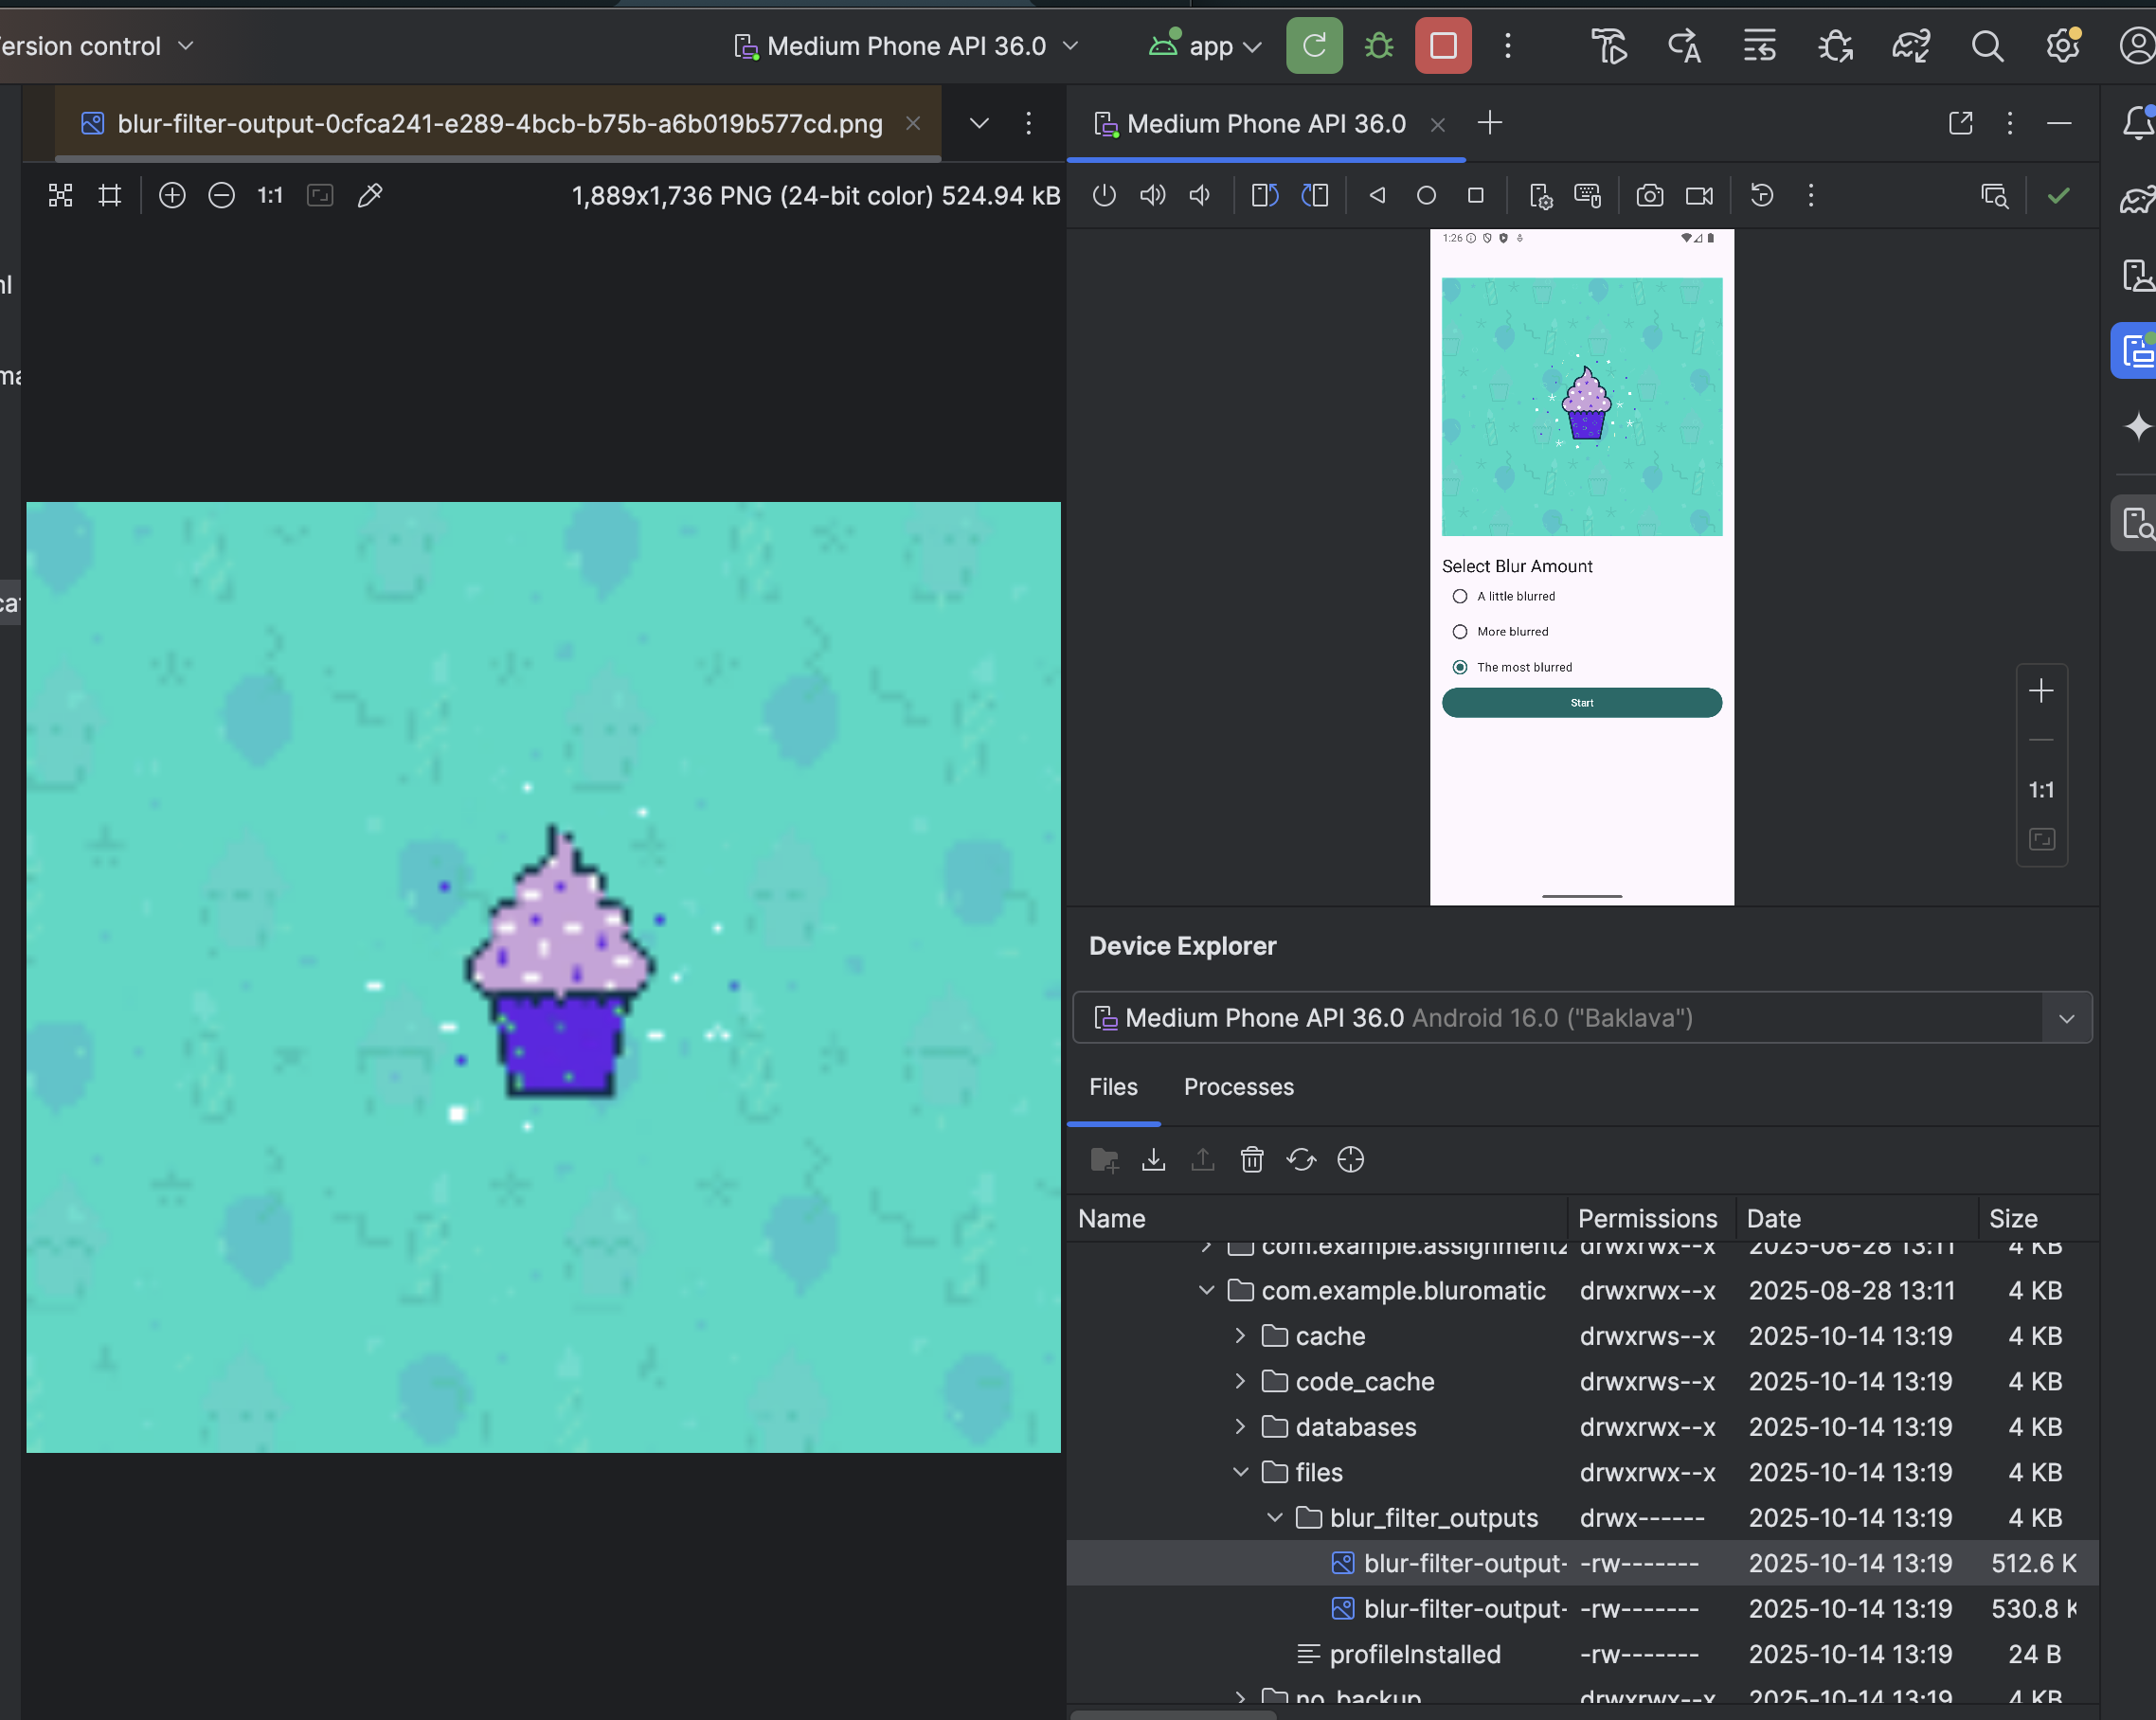 ersion control
Medium Phone API 36.0
app
blur-filter-output-0cfca241-e289-4bcb-b75b-a6b019b577cd.png
Medium Phone API 36.0
1:1
1,889x1,736 PNG (24-bit color) 524.94 kB
1:26
Select Blur Amount
A little blurred
More blurred
The most blurred
Start
1:1
Device Explorer
Medium Phone API 36.0 Android 16.0 ("Baklava")
Files Processes
Name Permissions Date Size
com.example.assignment2 drwxrwx--x 2025-08-28 13:11 4 KB
com.example.bluromatic drwxrwx--x 2025-08-28 13:11 4 KB
cache drwxrws--x 2025-10-14 13:19 4 KB
code_cache drwxrws--x 2025-10-14 13:19 4 KB
databases drwxrwx--x 2025-10-14 13:19 4 KB
files drwxrwx--x 2025-10-14 13:19 4 KB
blur_filter_outputs drwx------ 2025-10-14 13:19 4 KB
blur-filter-output- -rw------- 2025-10-14 13:19 512.6 K
blur-filter-output- -rw------- 2025-10-14 13:19 530.8 K
profileInstalled -rw------- 2025-10-14 13:19 24 B
no_backup drwxrwx--x 2025-10-14 13:19 4 KB